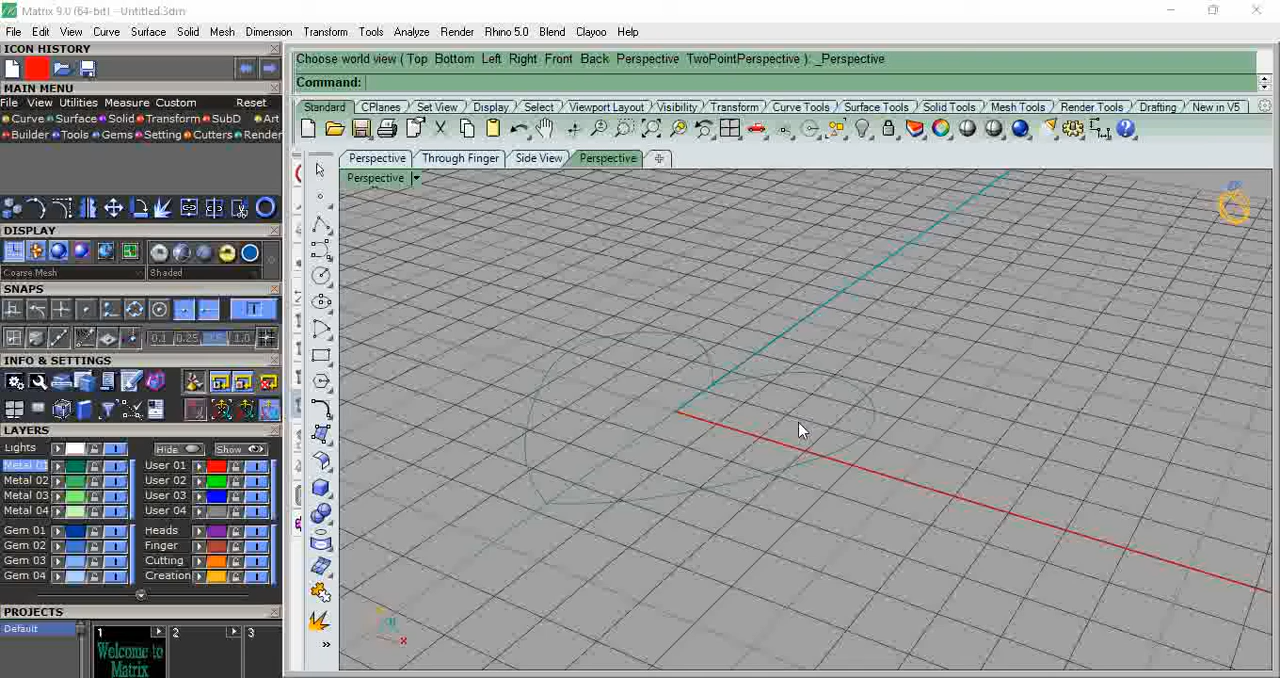 Matrix 9.0 (64-bit) - Untitled.3dm
File Edit View Curve Surface Solid Mesh Dimension Transform Tools Analyze Render Rhino 5.0 Blend Clayoo Help
ICON HISTORY
MAIN MENU
File View Utilities Measure Custom Reset
Curve Surface Solid Transform SubD Art
Builder Tools Gems Setting Cutters Render
DISPLAY
Coarse Mesh Shaded
SNAPS
0.1 0.25 1.0
INFO & SETTINGS
LAYERS
Lights Hide Show
Metal 01 User 01
Metal 02 User 02
Metal 03 User 03
Metal 04 User 04
Gem 01 Heads
Gem 02 Finger
Gem 03 Cutting
Gem 04 Creation
PROJECTS
Default
1 2 3
Welcome to
Matrix
Choose world view ( Top Bottom Left Right Front Back Perspective TwoPointPerspective ): _Perspective
Command:
Standard CPlanes Set View Display Select Viewport Layout Visibility Transform Curve Tools Surface Tools Solid Tools Mesh Tools Render Tools Drafting New in V5
Perspective Through Finger Side View Perspective
Perspective
x